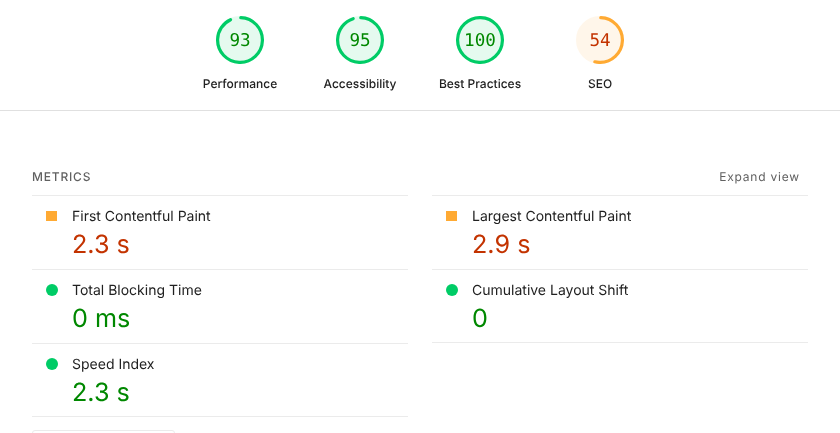 93 95 100 54
Performance Accessibility Best Practices SEO
METRICS Expand view
First Contentful Paint
2.3 s
Largest Contentful Paint
2.9 s
Total Blocking Time
0 ms
Cumulative Layout Shift
0
Speed Index
2.3 s